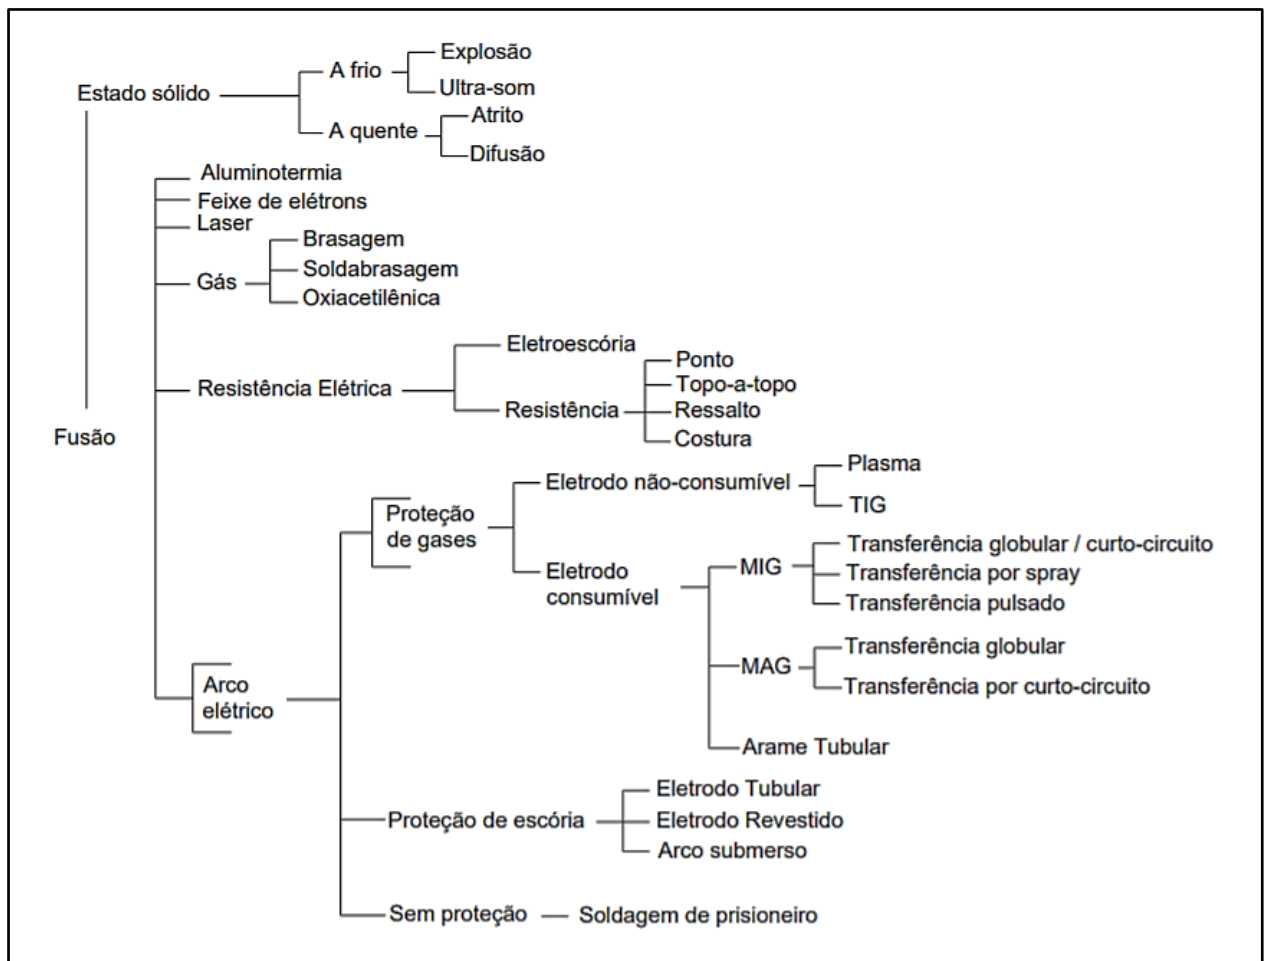 Explosão
A frio
Ultra-som
Estado sólido
Atrito
A quente
Difusão
Aluminotermia
Feixe de elétrons
Laser
Brasagem
Gás
Soldabrasagem
Oxiacetilênica
Eletroescória
Ponto
Resistência Elétrica
Topo-a-topo
Resistência
Ressalto
Costura
Fusão
Plasma
Eletrodo não-consumível
TIG
Proteção
de gases
Transferência globular / curto-circuito
Eletrodo
consumível
MIG
Transferência por spray
Transferência pulsado
Transferência globular
MAG
Transferência por curto-circuito
Arco
elétrico
Arame Tubular
Eletrodo Tubular
Proteção de escória
Eletrodo Revestido
Arco submerso
Sem proteção
Soldagem de prisioneiro